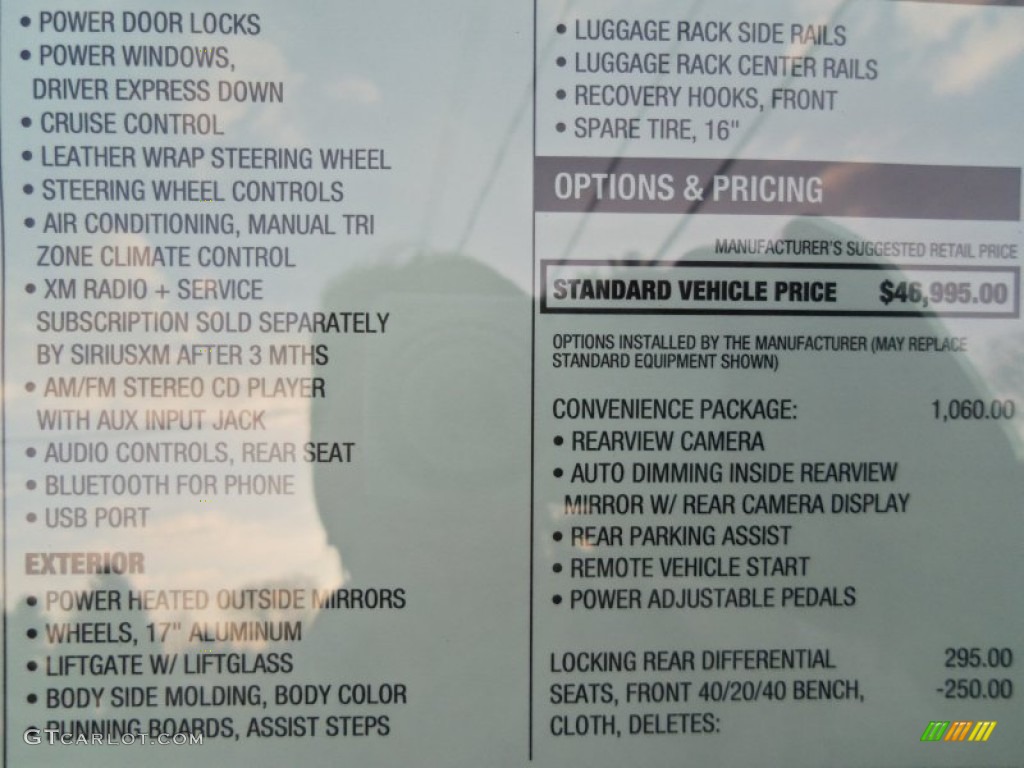 • POWER DOOR LOCKS
• POWER WINDOWS,
DRIVER EXPRESS DOWN
• CRUISE CONTROL
• LEATHER WRAP STEERING WHEEL
• STEERING WHEEL CONTROLS
• AIR CONDITIONING, MANUAL TRI
ZONE CLIMATE CONTROL
• XM RADIO + SERVICE
SUBSCRIPTION SOLD SEPARATELY
BY SIRIUSXM AFTER 3 MTHS
• AM/FM STEREO CD PLAYER
WITH AUX INPUT JACK
• AUDIO CONTROLS, REAR SEAT
• BLUETOOTH FOR PHONE
• USB PORT
EXTERIOR
• POWER HEATED OUTSIDE MIRRORS
• WHEELS, 17" ALUMINUM
• LIFTGATE W/ LIFTGLASS
• BODY SIDE MOLDING, BODY COLOR
• RUNNING BOARDS, ASSIST STEPS
GTCARLOT.COM
• LUGGAGE RACK SIDE RAILS
• LUGGAGE RACK CENTER RAILS
• RECOVERY HOOKS, FRONT
• SPARE TIRE, 16"
OPTIONS & PRICING
MANUFACTURER'S SUGGESTED RETAIL PRICE
STANDARD VEHICLE PRICE $46,995.00
OPTIONS INSTALLED BY THE MANUFACTURER (MAY REPLACE
STANDARD EQUIPMENT SHOWN)
CONVENIENCE PACKAGE: 1,060.00
• REARVIEW CAMERA
• AUTO DIMMING INSIDE REARVIEW
MIRROR W/ REAR CAMERA DISPLAY
• REAR PARKING ASSIST
• REMOTE VEHICLE START
• POWER ADJUSTABLE PEDALS
LOCKING REAR DIFFERENTIAL 295.00
SEATS, FRONT 40/20/40 BENCH, -250.00
CLOTH, DELETES: